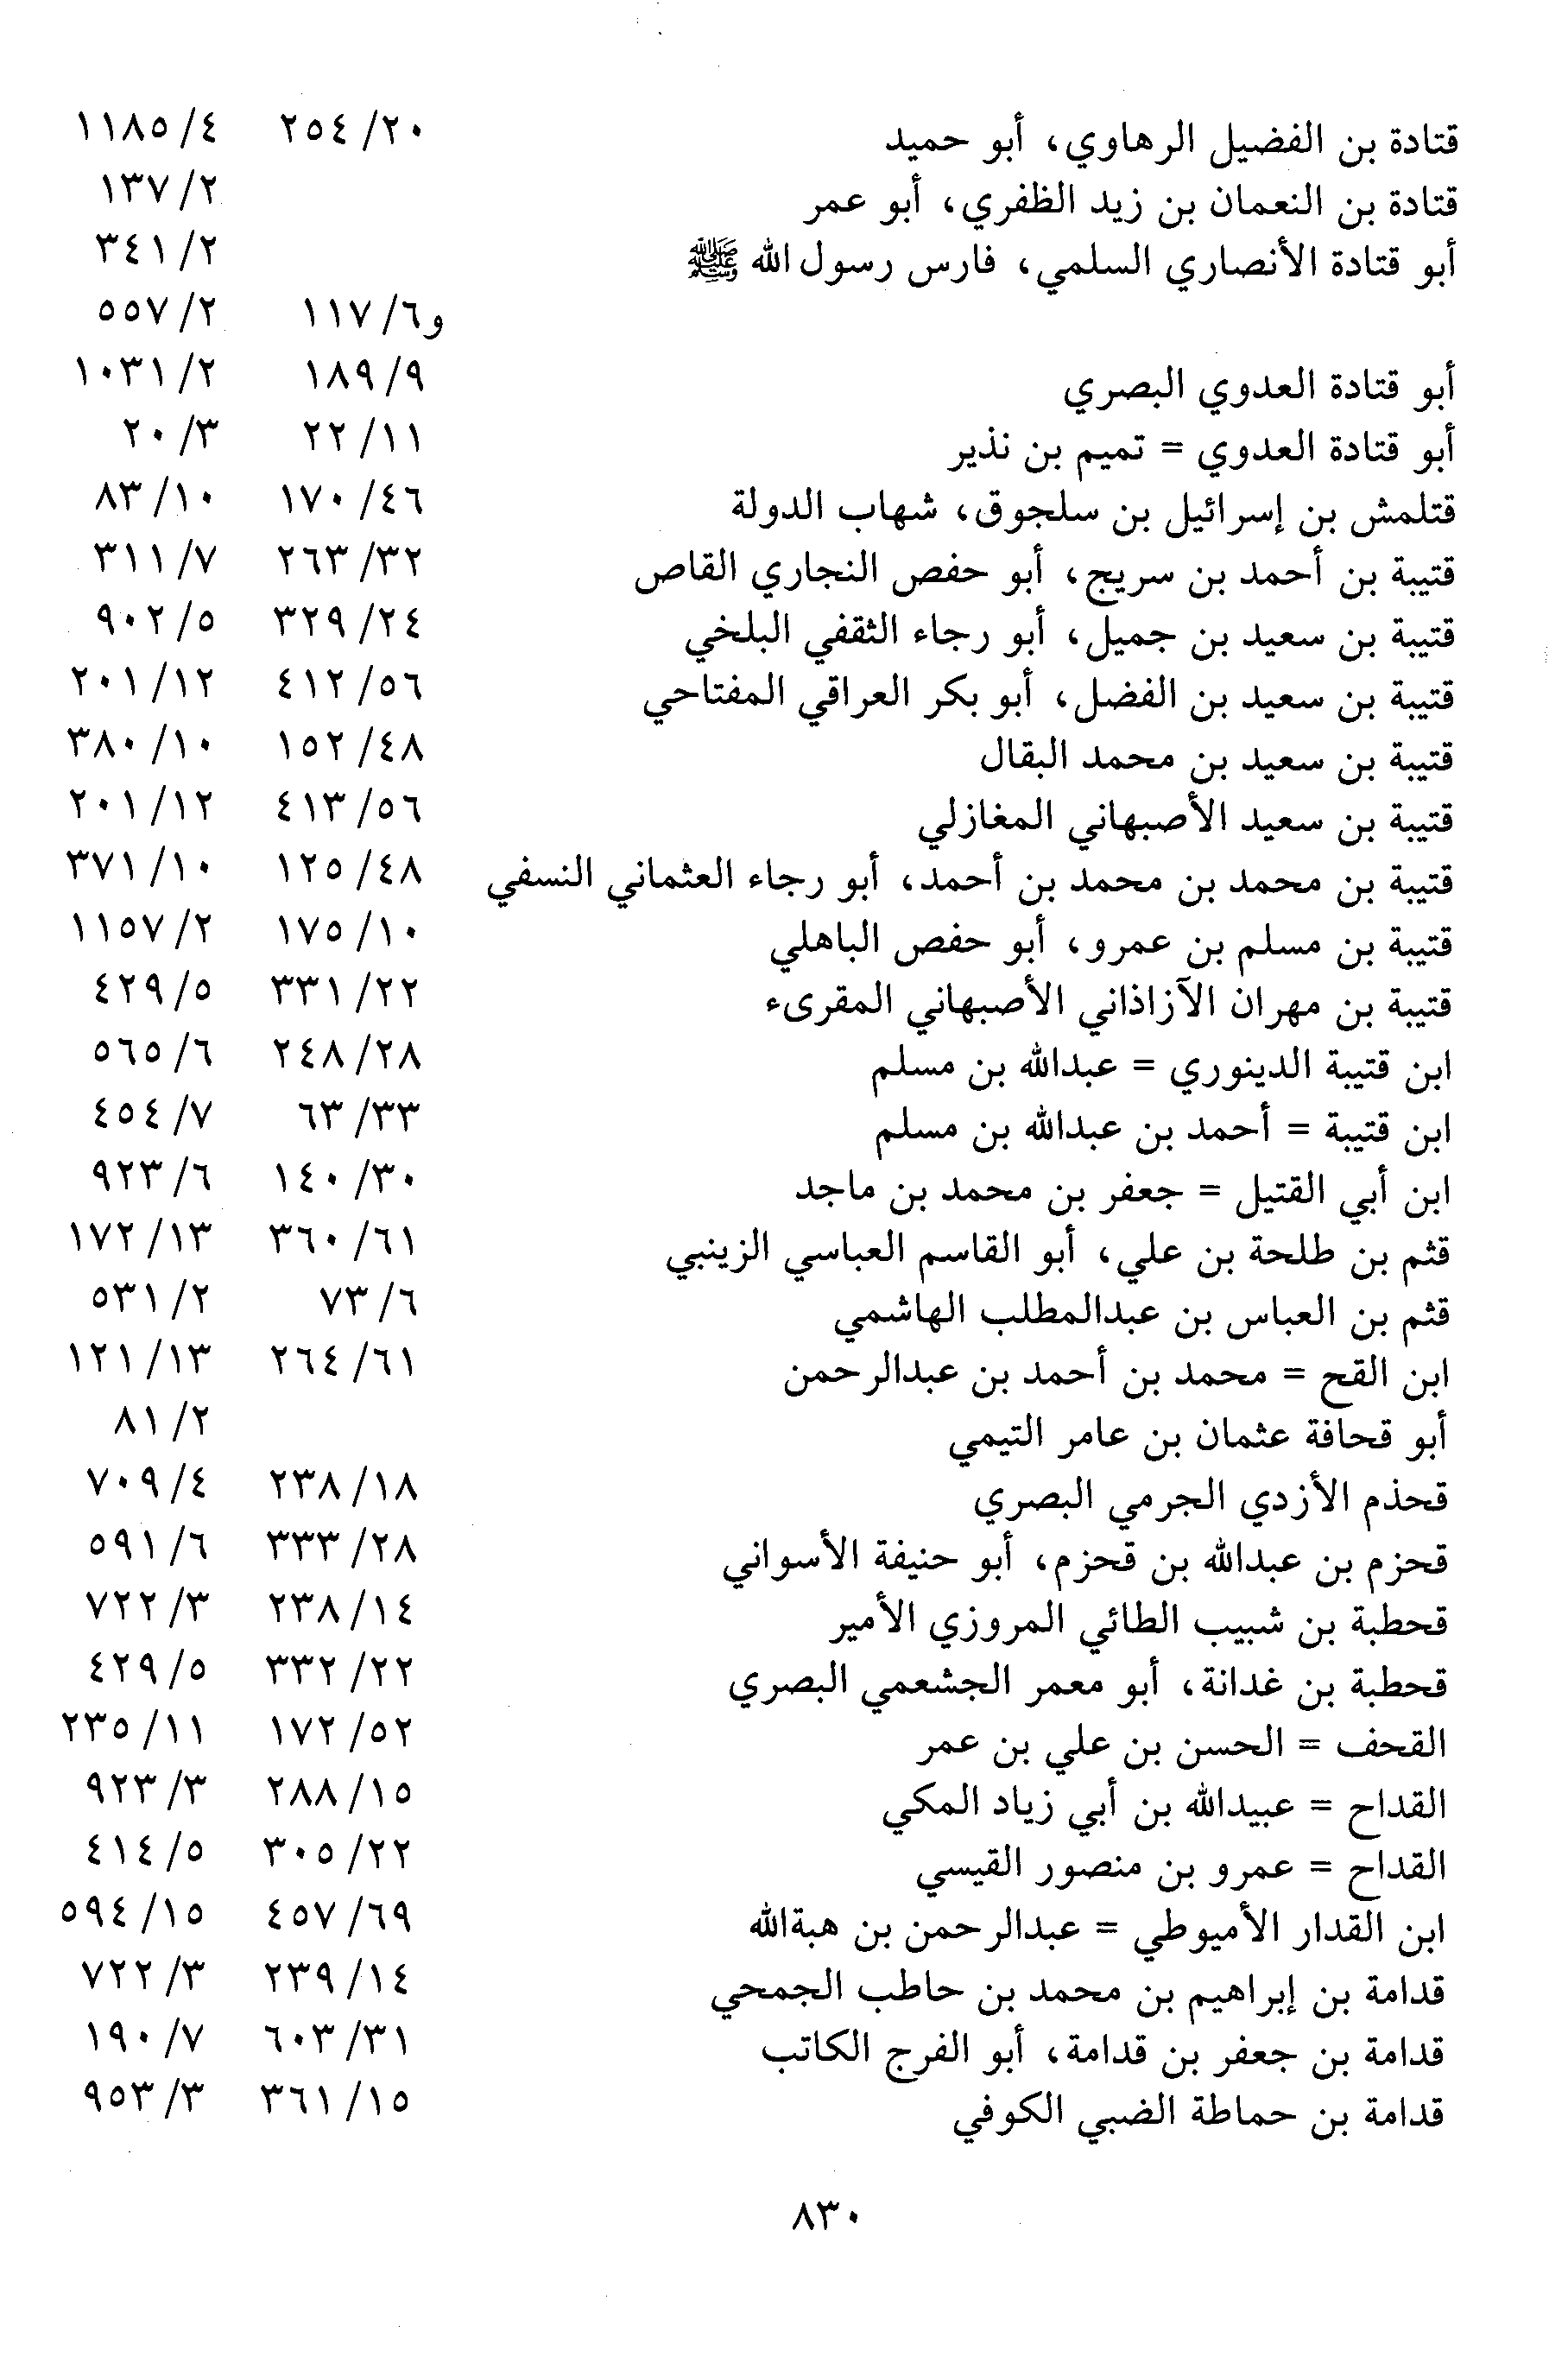 قتادة بن الفضيل الرهاوي، أبو حميد ٢٠/ ٢٥٤ ٤/ ١١٨٥
قتادة بن النعمان بن زيد الظفري، أبو عمر ٢/ ١٣٧
أبو قتادة الأنصاري السلمي، فارس رسول الله ﷺ ٢/ ٣٤١
و٦/ ١١٧ ٢/ ٥٥٧
أبو قتادة العدوي البصري ٩/ ١٨٩ ٢/ ١٠٣١
أبو قتادة العدوي = تميم بن نذير ١١/ ٢٢ ٣/ ٢٠
قتلمش بن إسرائيل بن سلجوق، شهاب الدولة ٤٦/ ١٧٠ ١٠/ ٨٣
قتيبة بن أحمد بن سريج، أبو حفص النجاري القاص ٣٢/ ٢٦٣ ٧/ ٣١١
قتيبة بن سعيد بن جميل، أبو رجاء الثقفي البلخي ٢٤/ ٣٢٩ ٥/ ٩٠٢
قتيبة بن سعيد بن الفضل، أبو بكر العراقي المفتاحي ٥٦/ ٤١٢ ١٢/ ٢٠١
قتيبة بن سعيد بن محمد البقال ٤٨/ ١٥٢ ١٠/ ٣٨٠
قتيبة بن سعيد الأصبهاني المغازلي ٥٦/ ٤١٣ ١٢/ ٢٠١
قتيبة بن محمد بن محمد بن أحمد، أبو رجاء العثماني النسفي ٤٨/ ١٢٥ ١٠/ ٣٧١
قتيبة بن مسلم بن عمرو، أبو حفص الباهلي ١٠/ ١٧٥ ٢/ ١١٥٧
قتيبة بن مهران الآزاذاني الأصبهاني المقرىء ٢٢/ ٣٣١ ٥/ ٤٢٩
ابن قتيبة الدينوري = عبدالله بن مسلم ٢٨/ ٢٤٨ ٦/ ٥٦٥
ابن قتيبة = أحمد بن عبدالله بن مسلم ٣٣/ ٦٣ ٧/ ٤٥٤
ابن أبي القتيل = جعفر بن محمد بن ماجد ٣٠/ ١٤٠ ٦/ ٩٢٣
قثم بن طلحة بن علي، أبو القاسم العباسي الزينبي ٦١/ ٣٦٠ ١٣/ ١٧٢
قثم بن العباس بن عبدالمطلب الهاشمي ٦/ ٧٣ ٢/ ٥٣١
ابن القح = محمد بن أحمد بن عبدالرحمن ٦١/ ٢٦٤ ١٣/ ١٢١
أبو قحافة عثمان بن عامر التيمي ٢/ ٨١
قحذم الأزدي الجرمي البصري ١٨/ ٢٣٨ ٤/ ٧٠٩
قحزم بن عبدالله بن قحزم، أبو حنيفة الأسواني ٢٨/ ٣٣٣ ٦/ ٥٩١
قحطبة بن شبيب الطائي المروزي الأمير ١٤/ ٢٣٨ ٣/ ٧٢٢
قحطبة بن غدانة، أبو معمر الجشعمي البصري ٢٢/ ٣٣٢ ٥/ ٤٢٩
القحف = الحسن بن علي بن عمر ٥٢/ ١٧٢ ١١/ ٢٣٥
القداح = عبيدالله بن أبي زياد المكي ١٥/ ٢٨٨ ٣/ ٩٢٣
القداح = عمرو بن منصور القيسي ٢٢/ ٣٠٥ ٥/ ٤١٤
ابن القدار الأميوطي = عبدالرحمن بن هبةالله ٦٩/ ٤٥٧ ١٥/ ٥٩٤
قدامة بن إبراهيم بن محمد بن حاطب الجمحي ١٤/ ٢٣٩ ٣/ ٧٢٢
قدامة بن جعفر بن قدامة، أبو الفرج الكاتب ٣١/ ٦٠٣ ٧/ ١٩٠
قدامة بن حماطة الضبي الكوفي ١٥/ ٣٦١ ٣/ ٩٥٣
٨٣٠